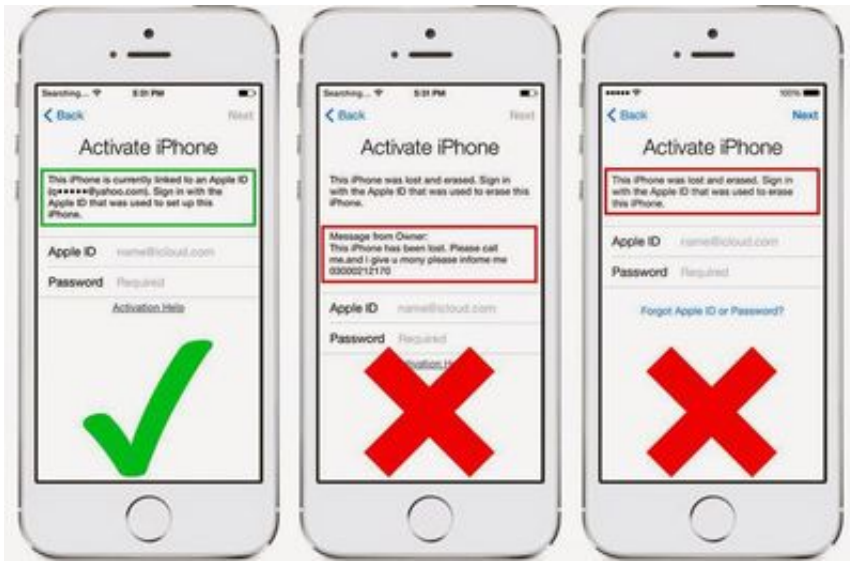 Searching... 5:01 PM
Back Next
Activate iPhone
This iPhone is currently linked to an Apple ID
(q•••••@yahoo.com). Sign in with the
Apple ID that was used to set up this
iPhone.
Apple ID name@icloud.com
Password Required
Activation Help
Searching... 5:01 PM
Back Next
Activate iPhone
This iPhone was lost and erased. Sign in
with the Apple ID that was used to erase this
iPhone.
Message from Owner:
This iPhone has been lost. Please call
me.and i give u mony please infome me
03000212170
Apple ID name@icloud.com
Password Required
100%
Back Next
Activate iPhone
This iPhone was lost and erased. Sign in
with the Apple ID that was used to erase
this iPhone.
Apple ID name@icloud.com
Password Required
Forgot Apple ID or Password?